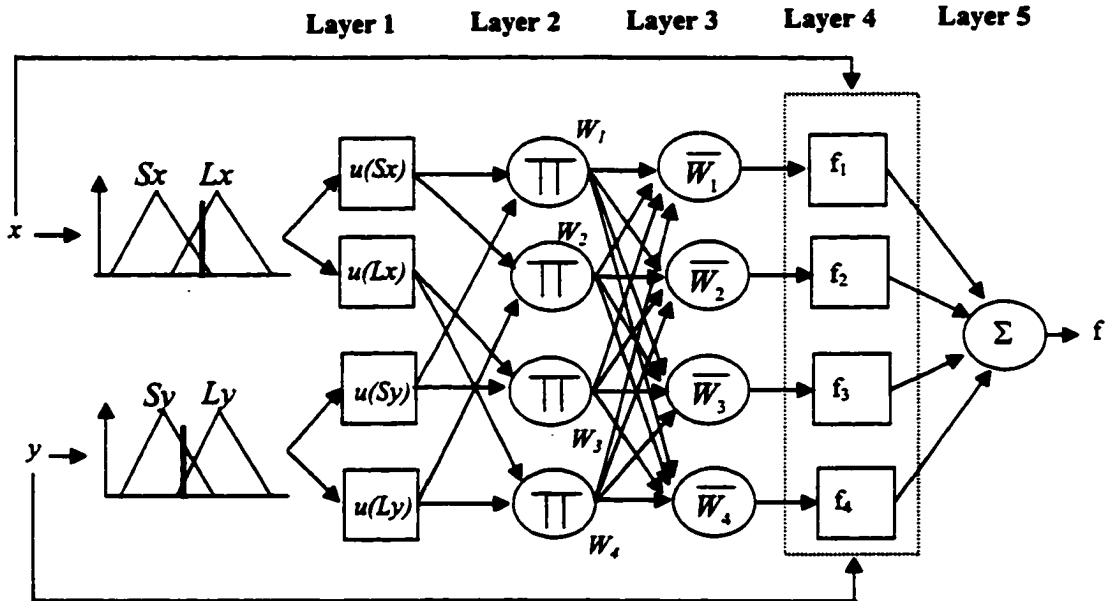 Layer 1 Layer 2 Layer 3 Layer 4 Layer 5
W₁
u(Sx) ∏ W̅₁ f₁
Sx Lx
x
W₂
u(Lx) ∏ W̅₂ f₂
Σ f
Sy Ly
u(Sy) ∏ W̅₃ f₃
W₃
y
u(Ly) ∏ W̅₄ f₄
W₄